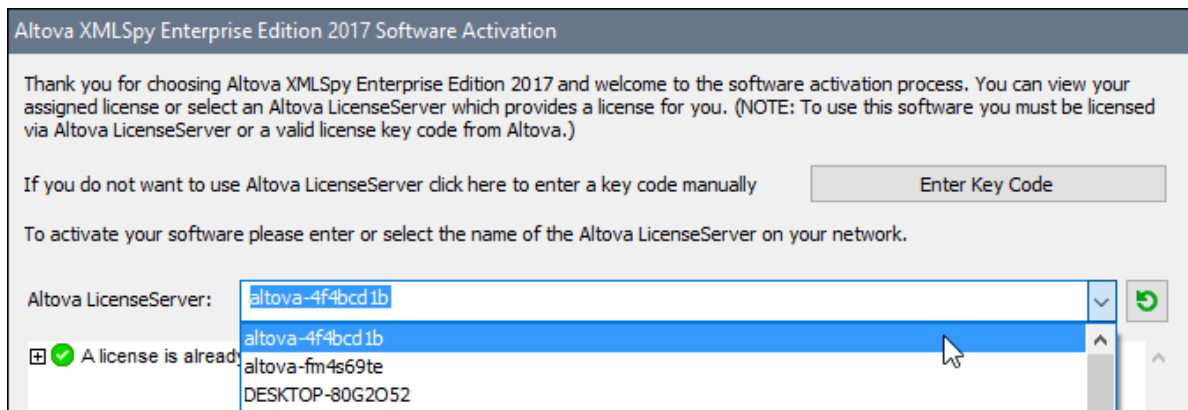 Altova XMLSpy Enterprise Edition 2017 Software Activation
Thank you for choosing Altova XMLSpy Enterprise Edition 2017 and welcome to the software activation process. You can view your
assigned license or select an Altova LicenseServer which provides a license for you. (NOTE: To use this software you must be licensed
via Altova LicenseServer or a valid license key code from Altova.)
If you do not want to use Altova LicenseServer click here to enter a key code manually Enter Key Code
To activate your software please enter or select the name of the Altova LicenseServer on your network.
Altova LicenseServer: altova-4f4bcd1b
altova-4f4bcd1b
A license is already
altova-fm4s69te
DESKTOP-80G2O52